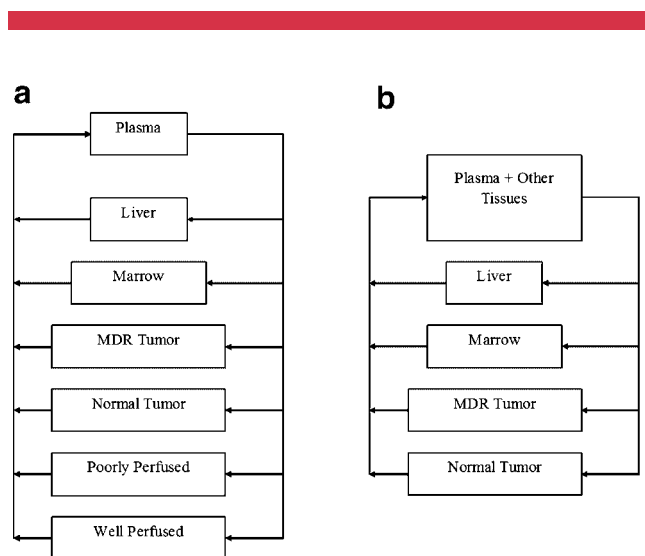 a
Plasma
Liver
Marrow
MDR Tumor
Normal Tumor
Poorly Perfused
Well Perfused
b
Plasma + Other
Tissues
Liver
Marrow
MDR Tumor
Normal Tumor